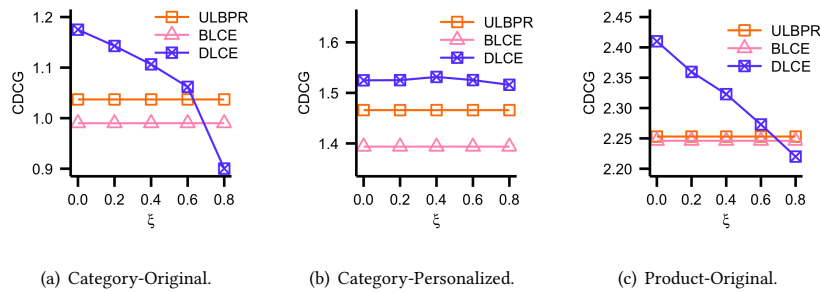 CDCG
1.2
1.1
1.0
0.9
0.0 0.2 0.4 0.6 0.8
ξ
ULBPR
BLCE
DLCE
(a) Category-Original.
CDCG
1.6
1.5
1.4
0.0 0.2 0.4 0.6 0.8
ξ
ULBPR
BLCE
DLCE
(b) Category-Personalized.
CDCG
2.45
2.40
2.35
2.30
2.25
2.20
0.0 0.2 0.4 0.6 0.8
ξ
ULBPR
BLCE
DLCE
(c) Product-Original.